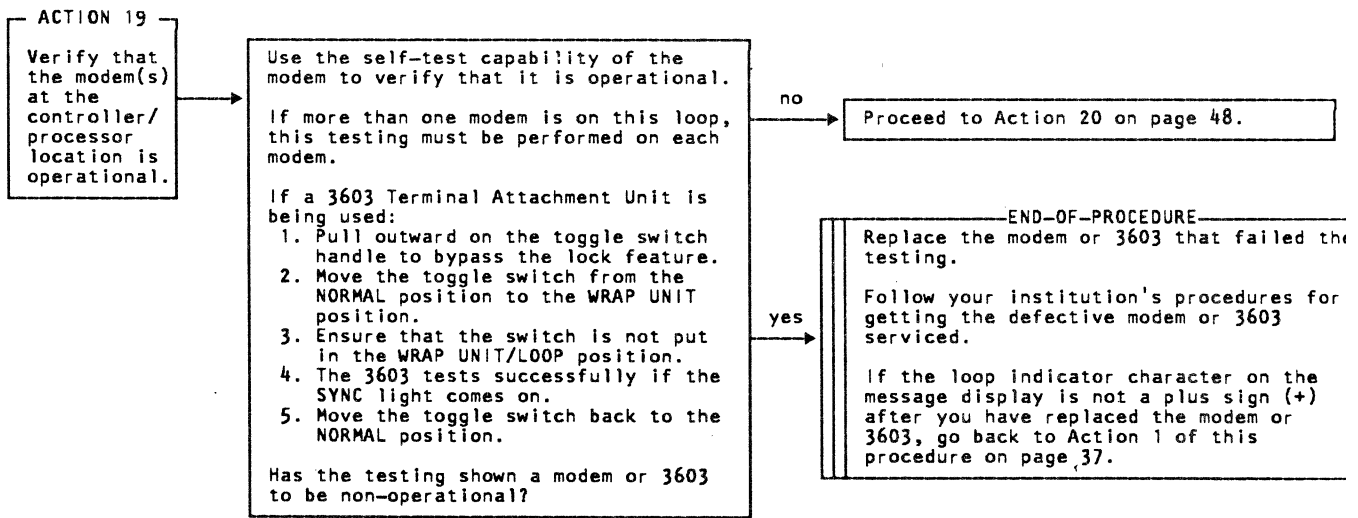 ACTION 19
Verify that
the modem(s)
at the
controller/
processor
location is
operational.
Use the self-test capability of the
modem to verify that it is operational.
If more than one modem is on this loop,
this testing must be performed on each
modem.
If a 3603 Terminal Attachment Unit is
being used:
1. Pull outward on the toggle switch
handle to bypass the lock feature.
2. Move the toggle switch from the
NORMAL position to the WRAP UNIT
position.
3. Ensure that the switch is not put
in the WRAP UNIT/LOOP position.
4. The 3603 tests successfully if the
SYNC light comes on.
5. Move the toggle switch back to the
NORMAL position.
Has the testing shown a modem or 3603
to be non-operational?
no
Proceed to Action 20 on page 48.
yes
END-OF-PROCEDURE
Replace the modem or 3603 that failed the
testing.
Follow your institution's procedures for
getting the defective modem or 3603
serviced.
If the loop indicator character on the
message display is not a plus sign (+)
after you have replaced the modem or
3603, go back to Action 1 of this
procedure on page 37.